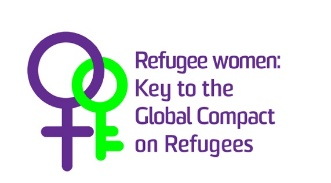 Refugee women:
Key to the
Global Compact
on Refugees